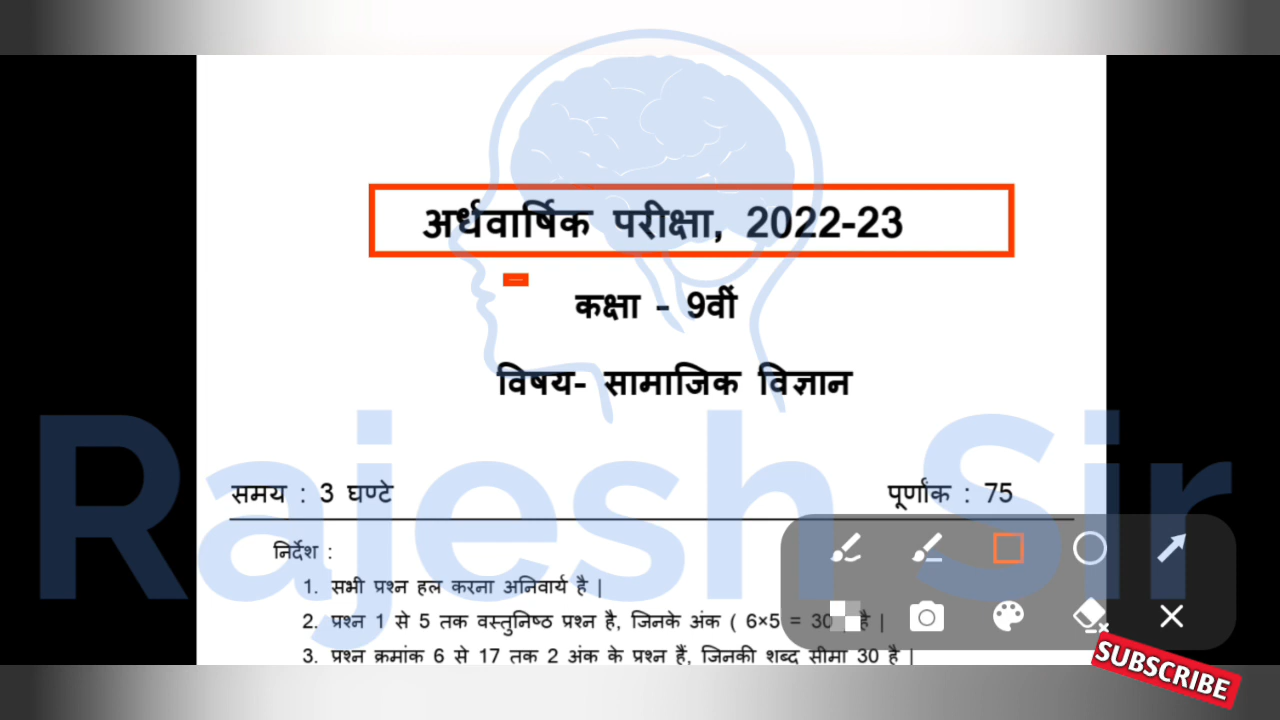 अर्धवार्षिक परीक्षा, 2022-23
कक्षा - 9वीं
विषय- सामाजिक विज्ञान
Rajesh Sir
समय : 3 घण्टे पूर्णांक : 75
निर्देश :
1. सभी प्रश्न हल करना अनिवार्य है |
2. प्रश्न 1 से 5 तक वस्तुनिष्ठ प्रश्न है, जिनके अंक ( 6×5 = 30 ) है |
3. प्रश्न क्रमांक 6 से 17 तक 2 अंक के प्रश्न हैं, जिनकी शब्द सीमा 30 है |
SUBSCRIBE